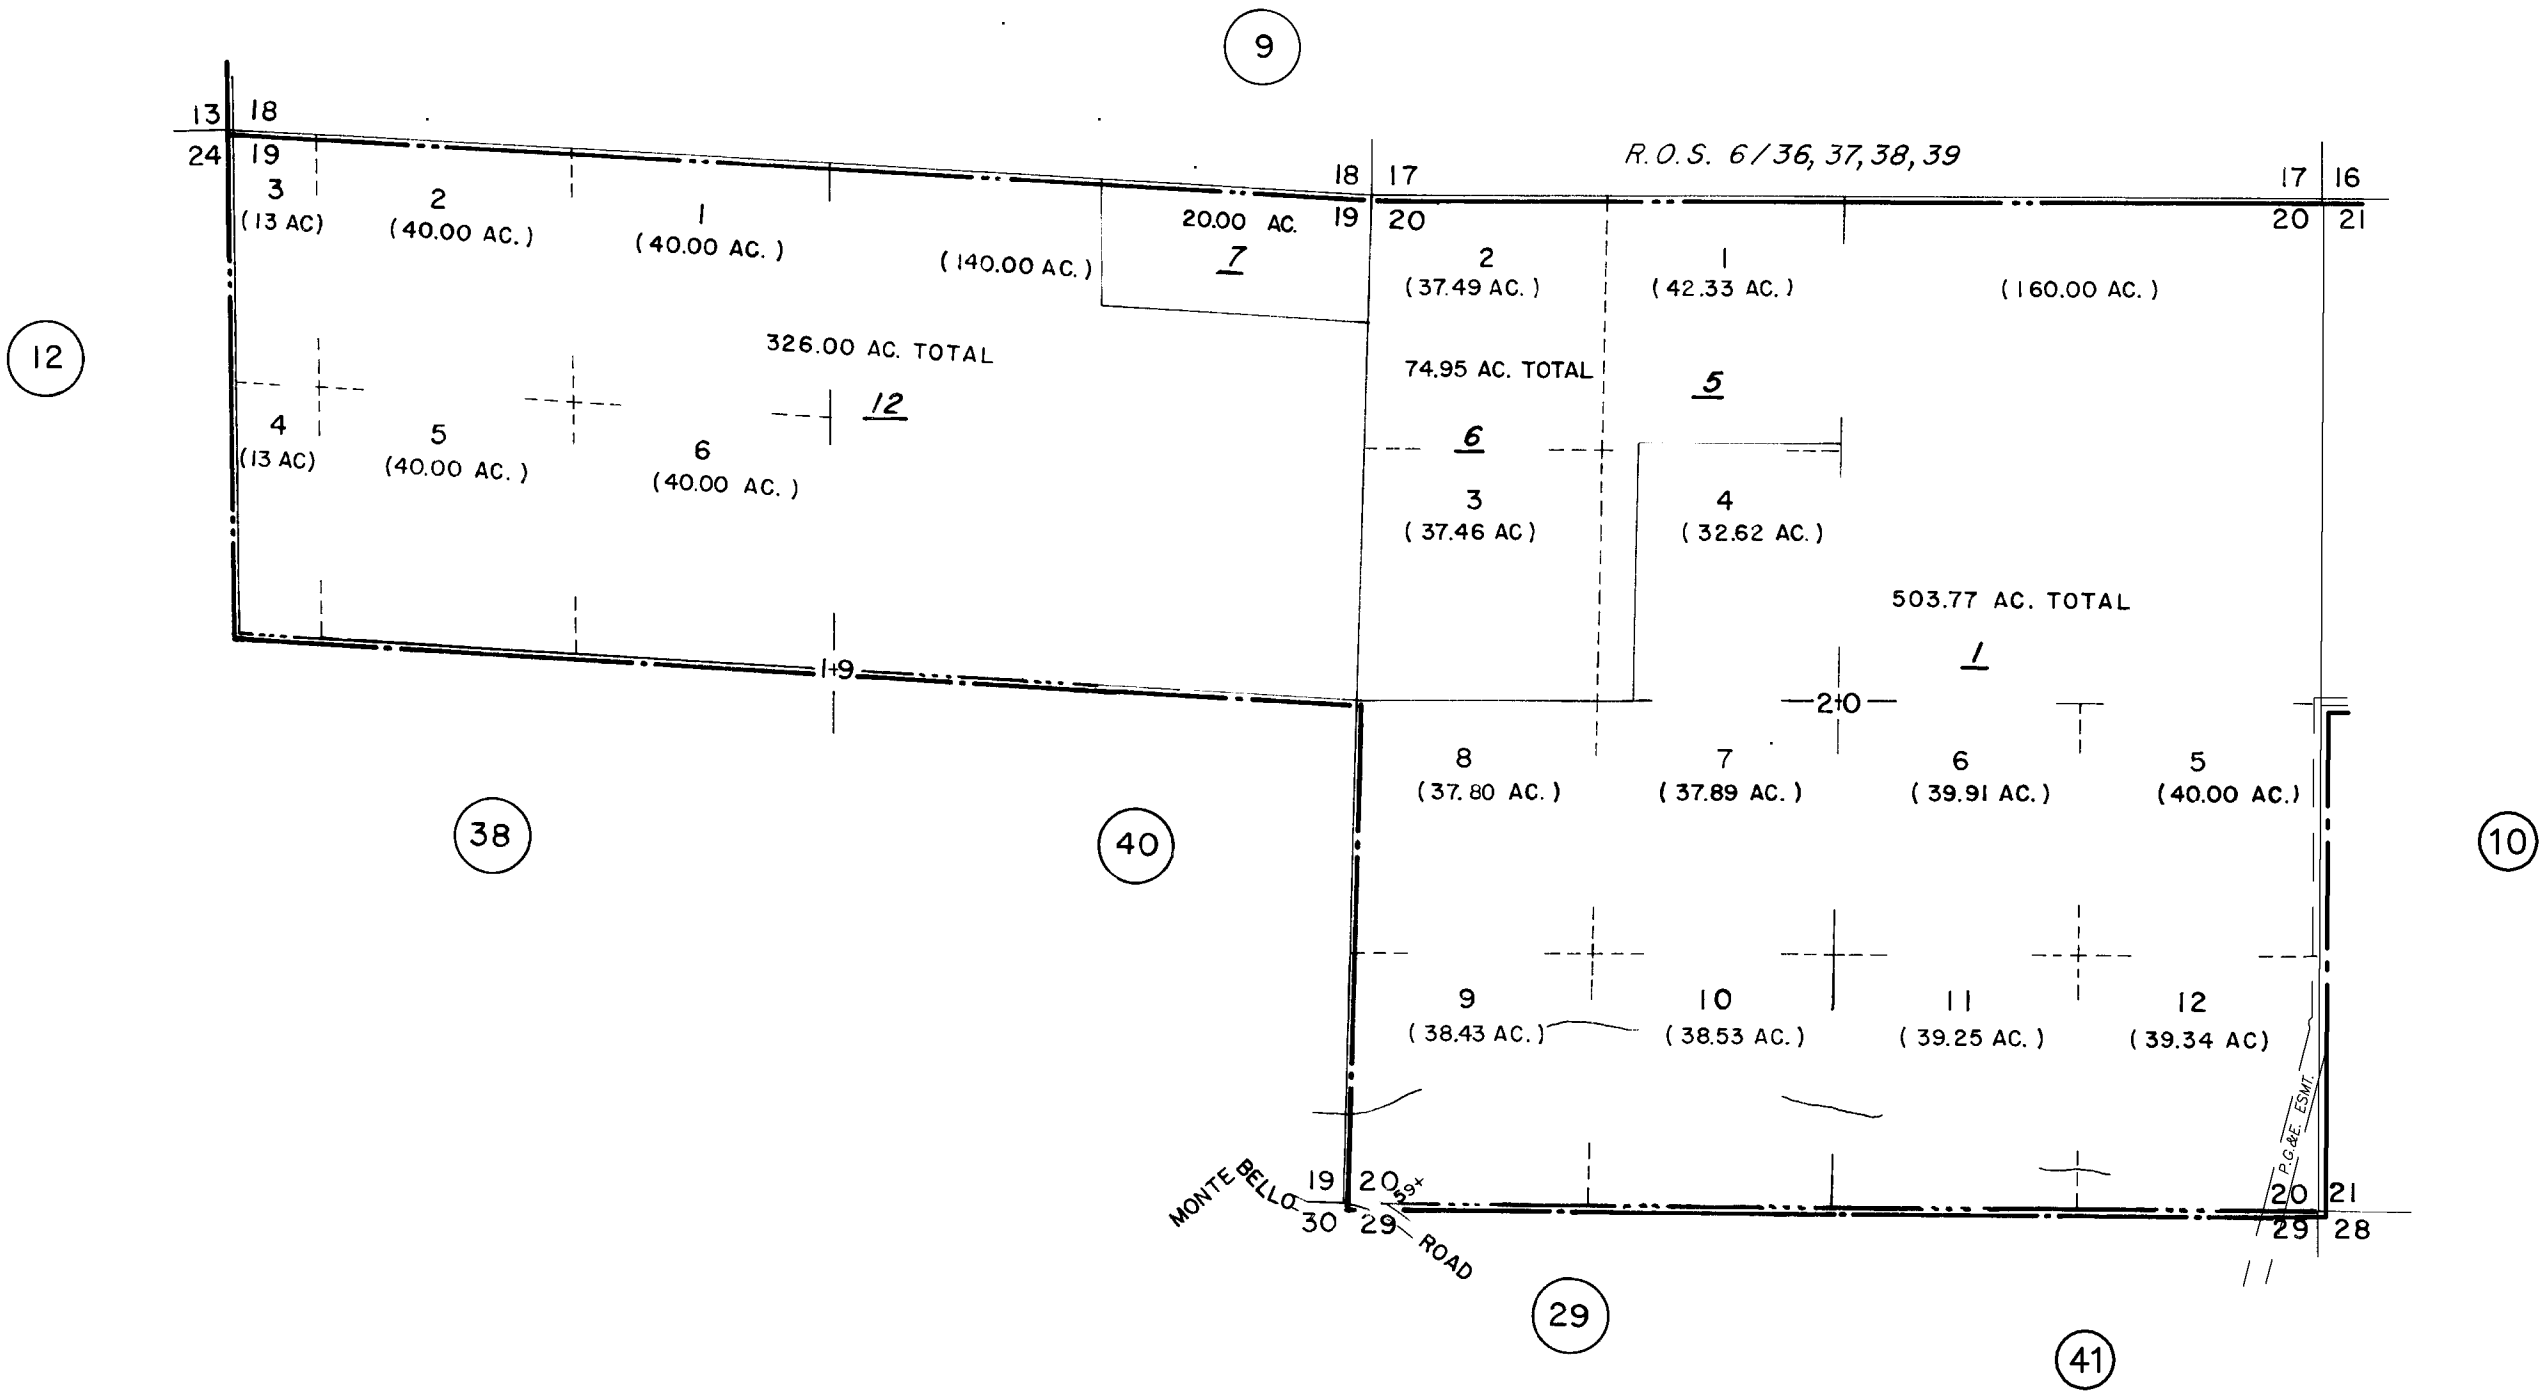 9
13 18
24 19
R.O.S. 6/36, 37, 38, 39
18 17
19 20
17 16
20 21
3
(13 AC)
2
(40.00 AC.)
1
(40.00 AC.)
(140.00 AC.)
20.00 AC.
7
2
(37.49 AC.)
1
(42.33 AC.)
(160.00 AC.)
12
326.00 AC. TOTAL
12
74.95 AC. TOTAL
5
6
4
(13 AC)
5
(40.00 AC.)
6
(40.00 AC.)
3
(37.46 AC)
4
(32.62 AC.)
503.77 AC. TOTAL
1
19
20
8
(37.80 AC.)
7
(37.89 AC.)
6
(39.91 AC.)
5
(40.00 AC.)
38
40
10
9
(38.43 AC.)
10
(38.53 AC.)
11
(39.25 AC.)
12
(39.34 AC)
P.G.&E. ESMT.
MONTE BELLO ROAD
19 20
30 29
59+
20 21
29 28
29
41